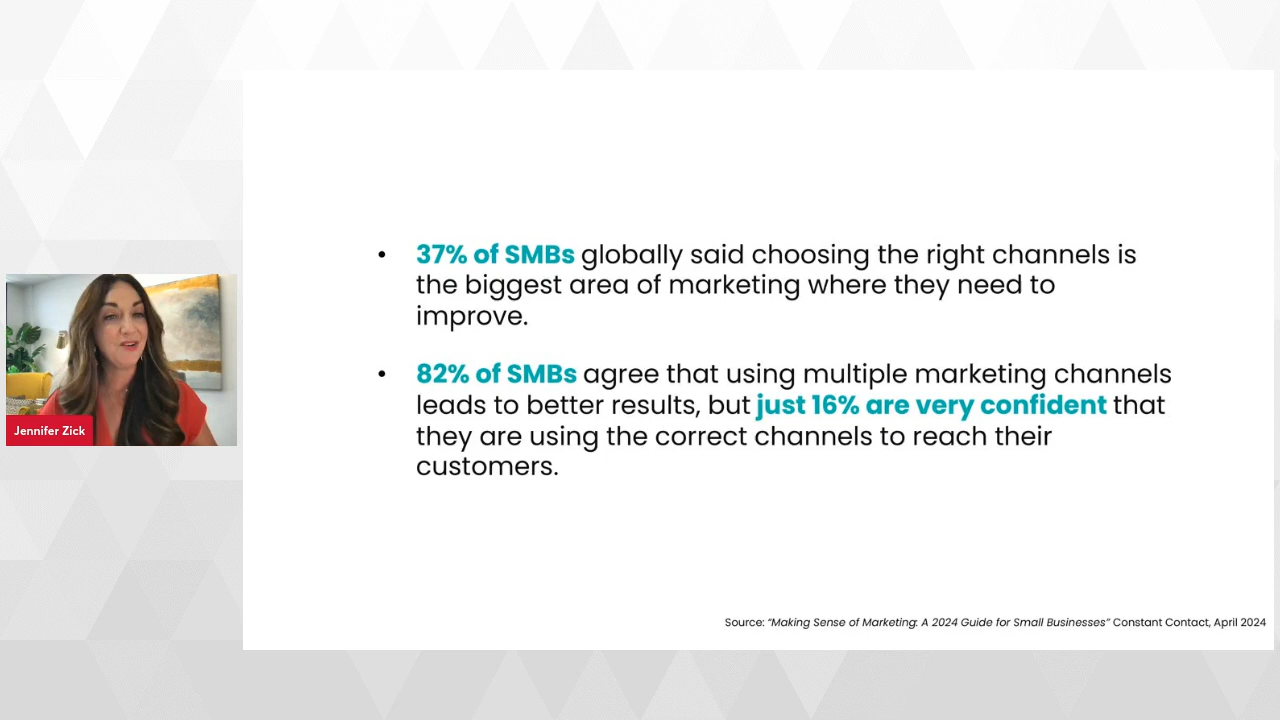 • 37% of SMBs globally said choosing the right channels is
the biggest area of marketing where they need to
improve.
• 82% of SMBs agree that using multiple marketing channels
leads to better results, but just 16% are very confident that
they are using the correct channels to reach their
customers.
Jennifer Zick
Source: “Making Sense of Marketing: A 2024 Guide for Small Businesses” Constant Contact, April 2024